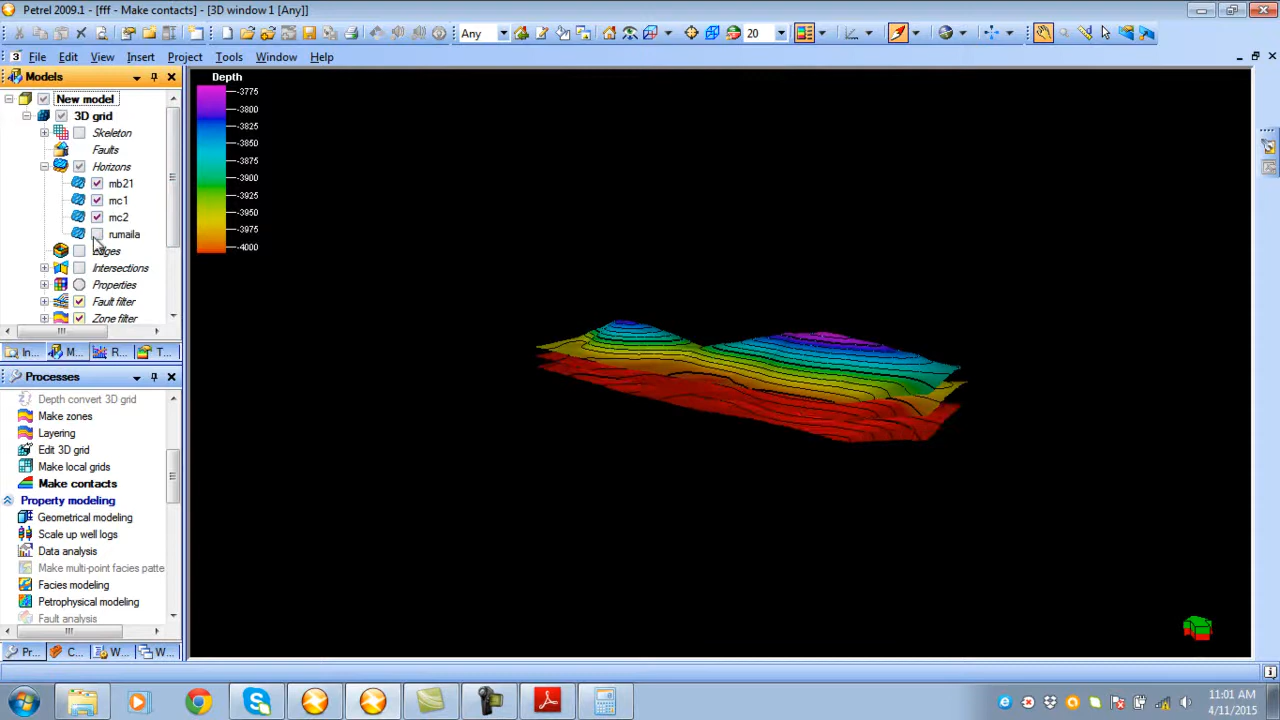 Petrel 2009.1 - [fff - Make contacts] - [3D window 1 [Any]]
Any 20
3 File Edit View Insert Project Tools Window Help
Models
New model
3D grid
Skeleton
Faults
Horizons
mb21
mc1
mc2
rumaila
Edges
Intersections
Properties
Fault filter
Zone filter
In... M... R... T...
Processes
Depth convert 3D grid
Make zones
Layering
Edit 3D grid
Make local grids
Make contacts
Property modeling
Geometrical modeling
Scale up well logs
Data analysis
Make multi-point facies patte
Facies modeling
Petrophysical modeling
Fault analysis
Pr... C... W... W...
Depth
-3775
-3800
-3825
-3850
-3875
-3900
-3925
-3950
-3975
-4000
11:01 AM
4/11/2015